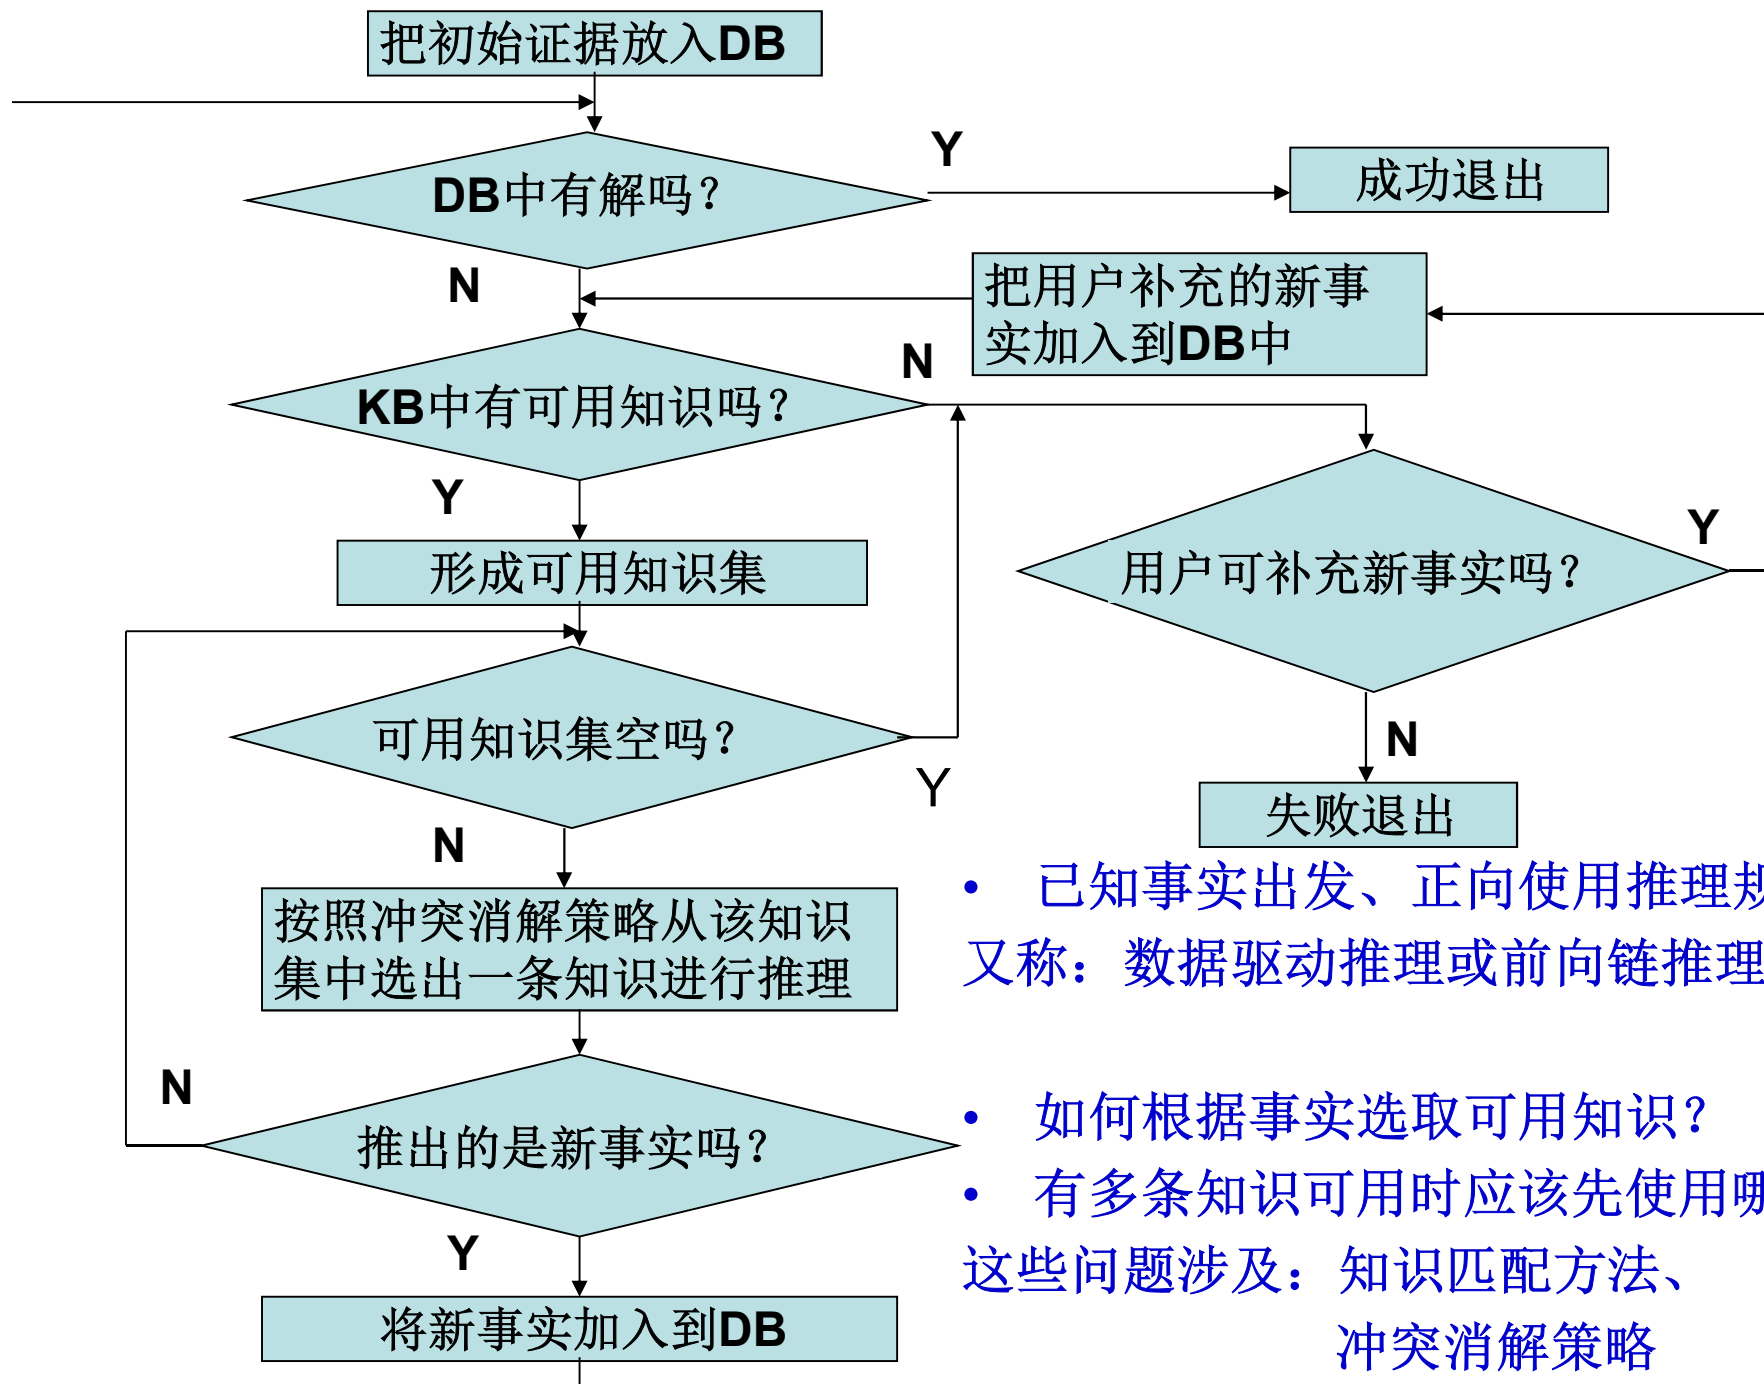 把初始证据放入DB
DB中有解吗？
Y
成功退出
N
把用户补充的新事
实加入到DB中
KB中有可用知识吗？
N
Y
形成可用知识集
用户可补充新事实吗？
Y
可用知识集空吗？
Y
N
失败退出
N
按照冲突消解策略从该知识
集中选出一条知识进行推理
• 已知事实出发、正向使用推理规
又称：数据驱动推理或前向链推理
推出的是新事实吗？
N
• 如何根据事实选取可用知识？
• 有多条知识可用时应该先使用哪
Y
这些问题涉及：知识匹配方法、
冲突消解策略
将新事实加入到DB